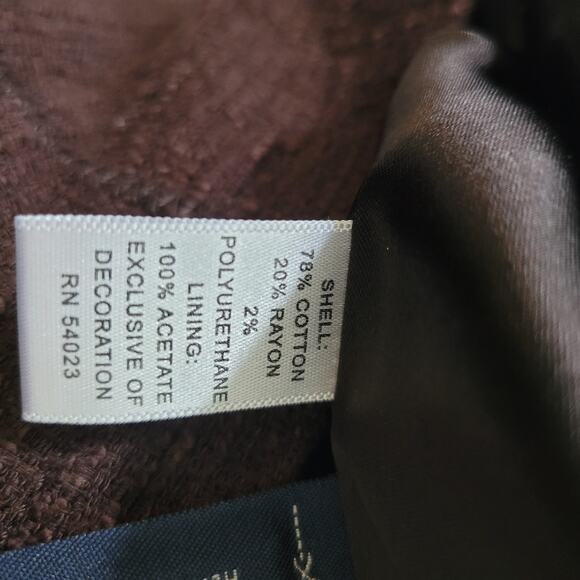 SHELL:
78% COTTON
20% RAYON
2%
POLYURETHANE
LINING:
100% ACETATE
EXCLUSIVE OF
DECORATION
RN 54023